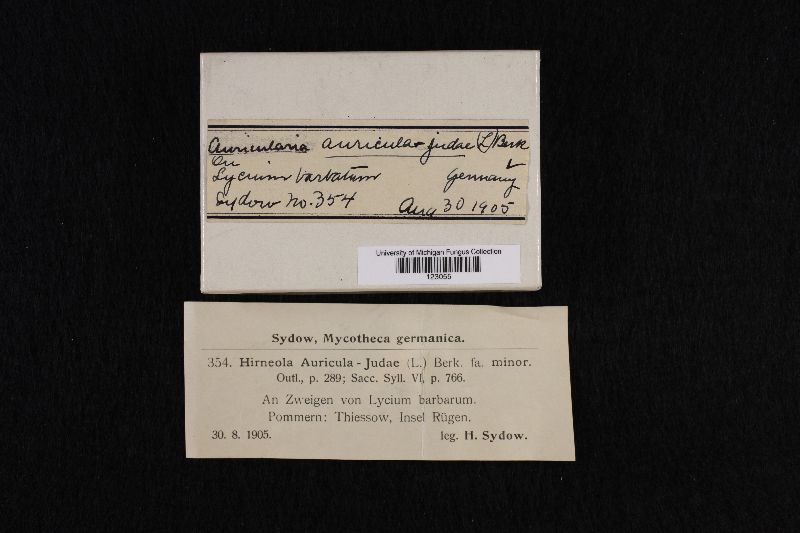 Auricularia auricula-judae (L) Berk
On
Lycium barbatum Germany
Sydow No. 354 Aug 30 1905
University of Michigan Fungus Collection
123055
Sydow, Mycotheca germanica.
354. Hirneola Auricula-Judae (L.) Berk. fa. minor.
Outl., p. 289; Sacc. Syll. VI, p. 766.
An Zweigen von Lycium barbarum.
Pommern: Thiessow, Insel Rügen.
30. 8. 1905. leg. H. Sydow.